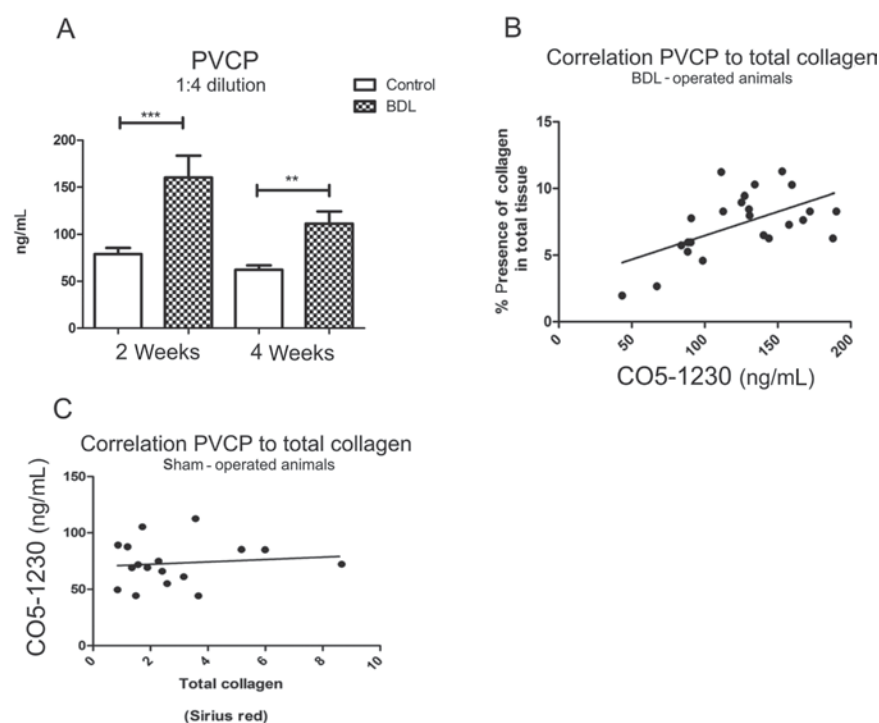 A
PVCP
1:4 dilution
Control
BDL
***
**
200
150
100
50
0
ng/mL
2 Weeks
4 Weeks
B
Correlation PVCP to total collagen
BDL - operated animals
15
10
5
0
% Presence of collagen
in total tissue
0
50
100
150
200
CO5-1230 (ng/mL)
C
Correlation PVCP to total collagen
Sham - operated animals
150
100
50
0
CO5-1230 (ng/mL)
0
2
4
6
8
10
Total collagen
(Sirius red)